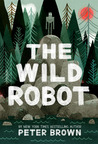 THE
WILD
ROBOT
#1 NEW YORK TIMES BESTSELLING AUTHOR
PETER BROWN